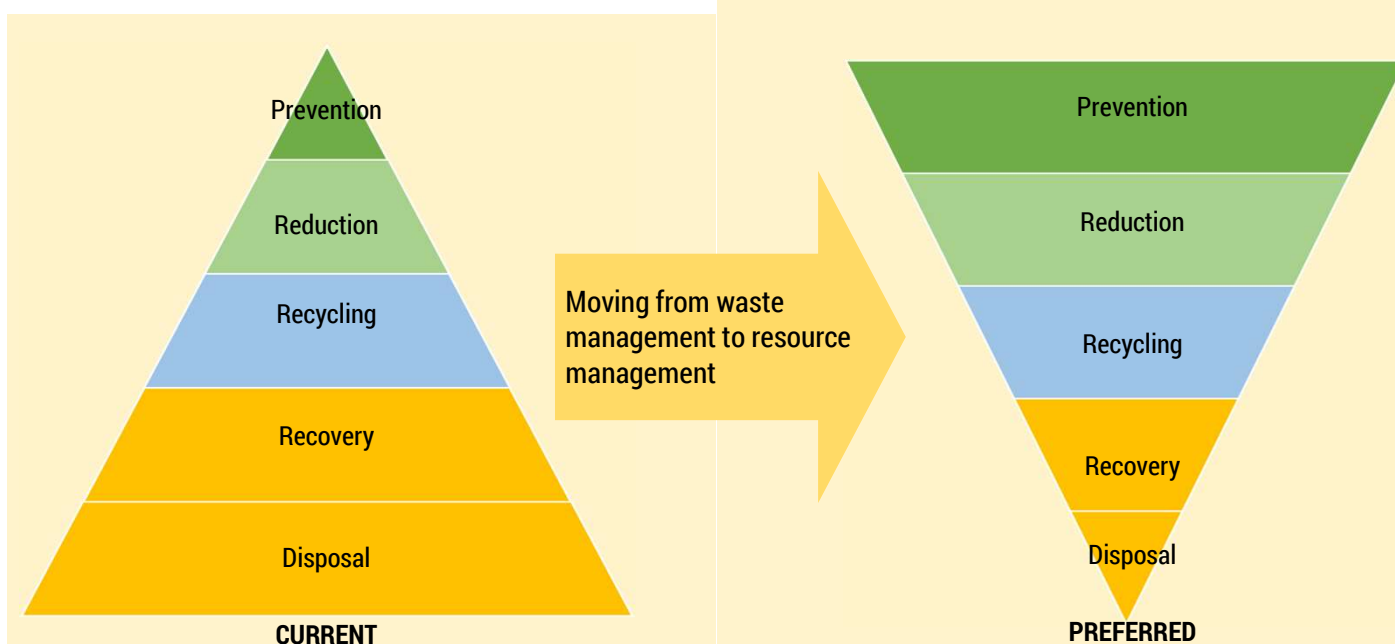 Prevention
Reduction
Recycling
Recovery
Disposal
CURRENT
Moving from waste
management to resource
management
Prevention
Reduction
Recycling
Recovery
Disposal
PREFERRED